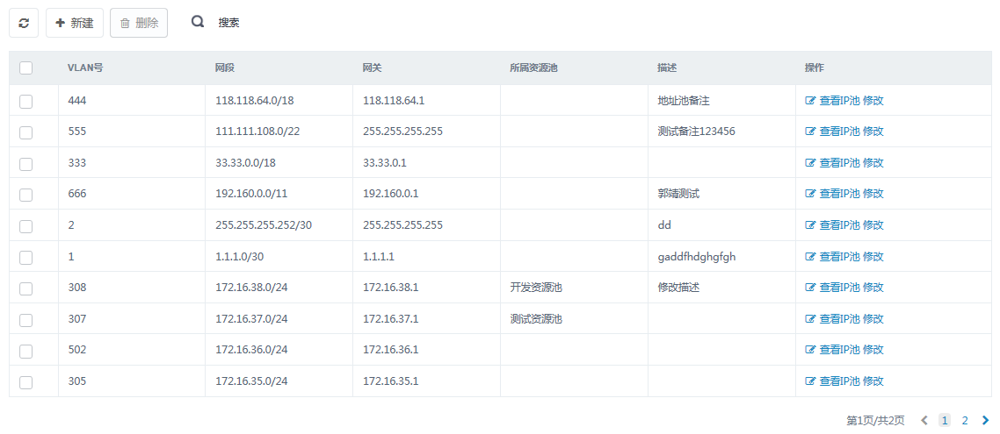 新建 删除 搜索
VLAN号 网段 网关 所属资源池 描述 操作
444 118.118.64.0/18 118.118.64.1 地址池备注 查看IP池 修改
555 111.111.108.0/22 255.255.255.255 测试备注123456 查看IP池 修改
333 33.33.0.0/18 33.33.0.1 查看IP池 修改
666 192.160.0.0/11 192.160.0.1 郭靖测试 查看IP池 修改
2 255.255.255.252/30 255.255.255.255 dd 查看IP池 修改
1 1.1.1.0/30 1.1.1.1 gaddfhdghgfgh 查看IP池 修改
308 172.16.38.0/24 172.16.38.1 开发资源池 修改描述 查看IP池 修改
307 172.16.37.0/24 172.16.37.1 测试资源池 查看IP池 修改
502 172.16.36.0/24 172.16.36.1 查看IP池 修改
305 172.16.35.0/24 172.16.35.1 查看IP池 修改
第1页/共2页 1 2